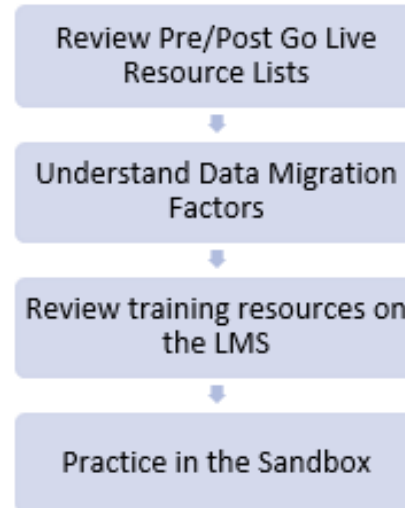 Review Pre/Post Go Live
Resource Lists
Understand Data Migration
Factors
Review training resources on
the LMS
Practice in the Sandbox